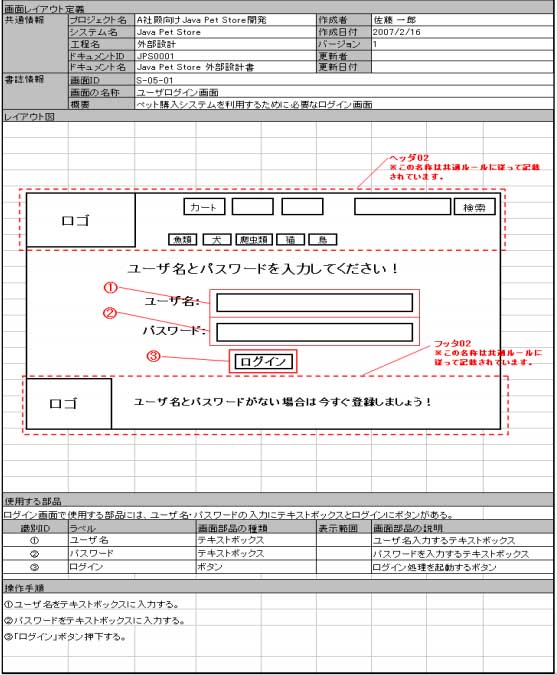 画面レイアウト定義
共通情報 プロジェクト名 A社殿向けJava Pet Store開発 作成者 佐藤 一郎
システム名 Java Pet Store 作成日付 2007/2/16
工程名 外部設計 バージョン 1
ドキュメントID JPS0001 更新者
ドキュメント名 Java Pet Store 外部設計書 更新日付
書誌情報 画面ID S-05-01
画面の名称 ユーザログイン画面
概要 ペット購入システムを利用するために必要なログイン画面
レイアウト図
ヘッダ02
※この名称は共通ルールに従って記載
されています。
ロゴ カート 検索
魚類 犬 爬虫類 猫 鳥
ユーザ名とパスワードを入力してください！
① ユーザ名:
② パスワード:
③ ログイン
フッタ02
※この名称は共通ルールに
従って記載されています。
ロゴ ユーザ名とパスワードがない場合は今すぐ登録しましょう！
使用する部品
ログイン画面で使用する部品には、ユーザ名・パスワードの入力にテキストボックスとログインにボタンがある。
識別ID ラベル 画面部品の種類 表示範囲 画面部品の説明
① ユーザ名 テキストボックス ユーザ名入力するテキストボックス
② パスワード テキストボックス パスワードを入力するテキストボックス
③ ログイン ボタン ログイン処理を起動するボタン
操作手順
①ユーザ名をテキストボックスに入力する。
②パスワードをテキストボックスに入力する。
③「ログイン」ボタン押下する。